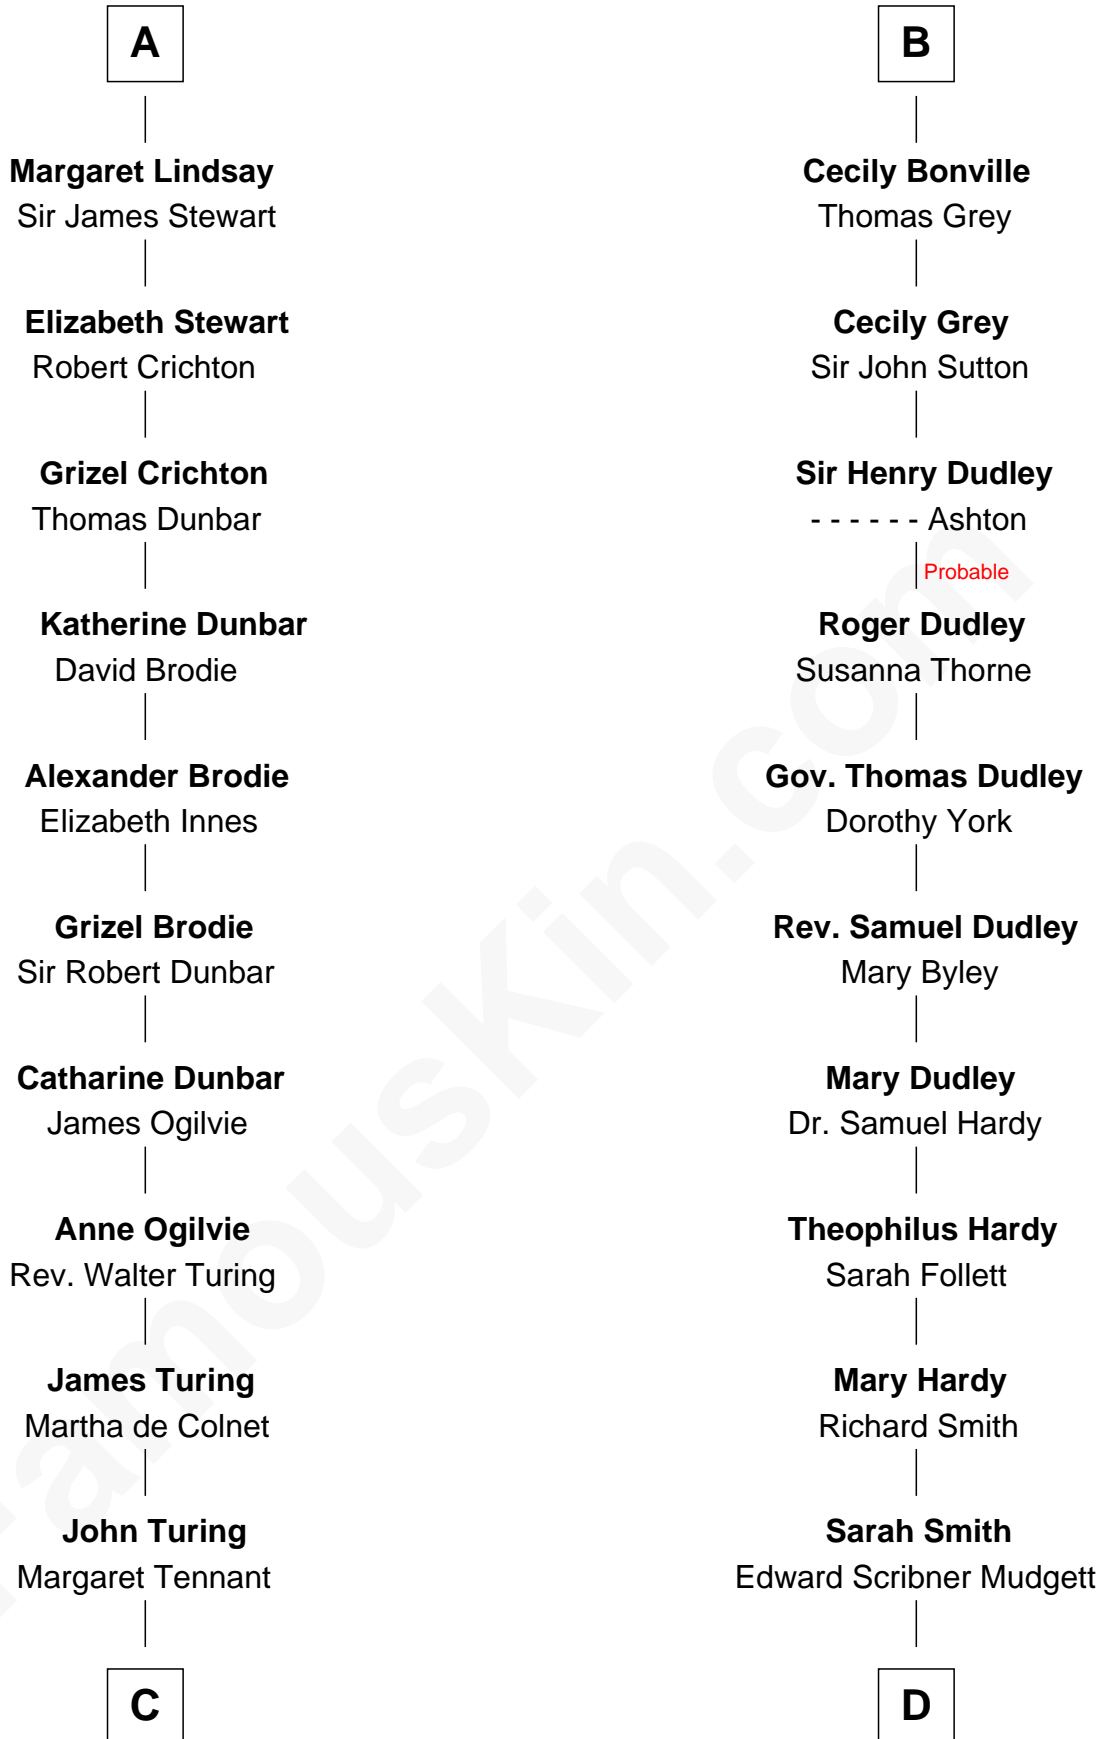 A
Margaret Lindsay
Sir James Stewart
Elizabeth Stewart
Robert Crichton
Grizel Crichton
Thomas Dunbar
Katherine Dunbar
David Brodie
Alexander Brodie
Elizabeth Innes
Grizel Brodie
Sir Robert Dunbar
Catharine Dunbar
James Ogilvie
Anne Ogilvie
Rev. Walter Turing
James Turing
Martha de Colnet
John Turing
Margaret Tennant
C
B
Cecily Bonville
Thomas Grey
Cecily Grey
Sir John Sutton
Sir Henry Dudley
- - - - - - Ashton
Probable
Roger Dudley
Susanna Thorne
Gov. Thomas Dudley
Dorothy York
Rev. Samuel Dudley
Mary Byley
Mary Dudley
Dr. Samuel Hardy
Theophilus Hardy
Sarah Follett
Mary Hardy
Richard Smith
Sarah Smith
Edward Scribner Mudgett
D
FamousKin.com